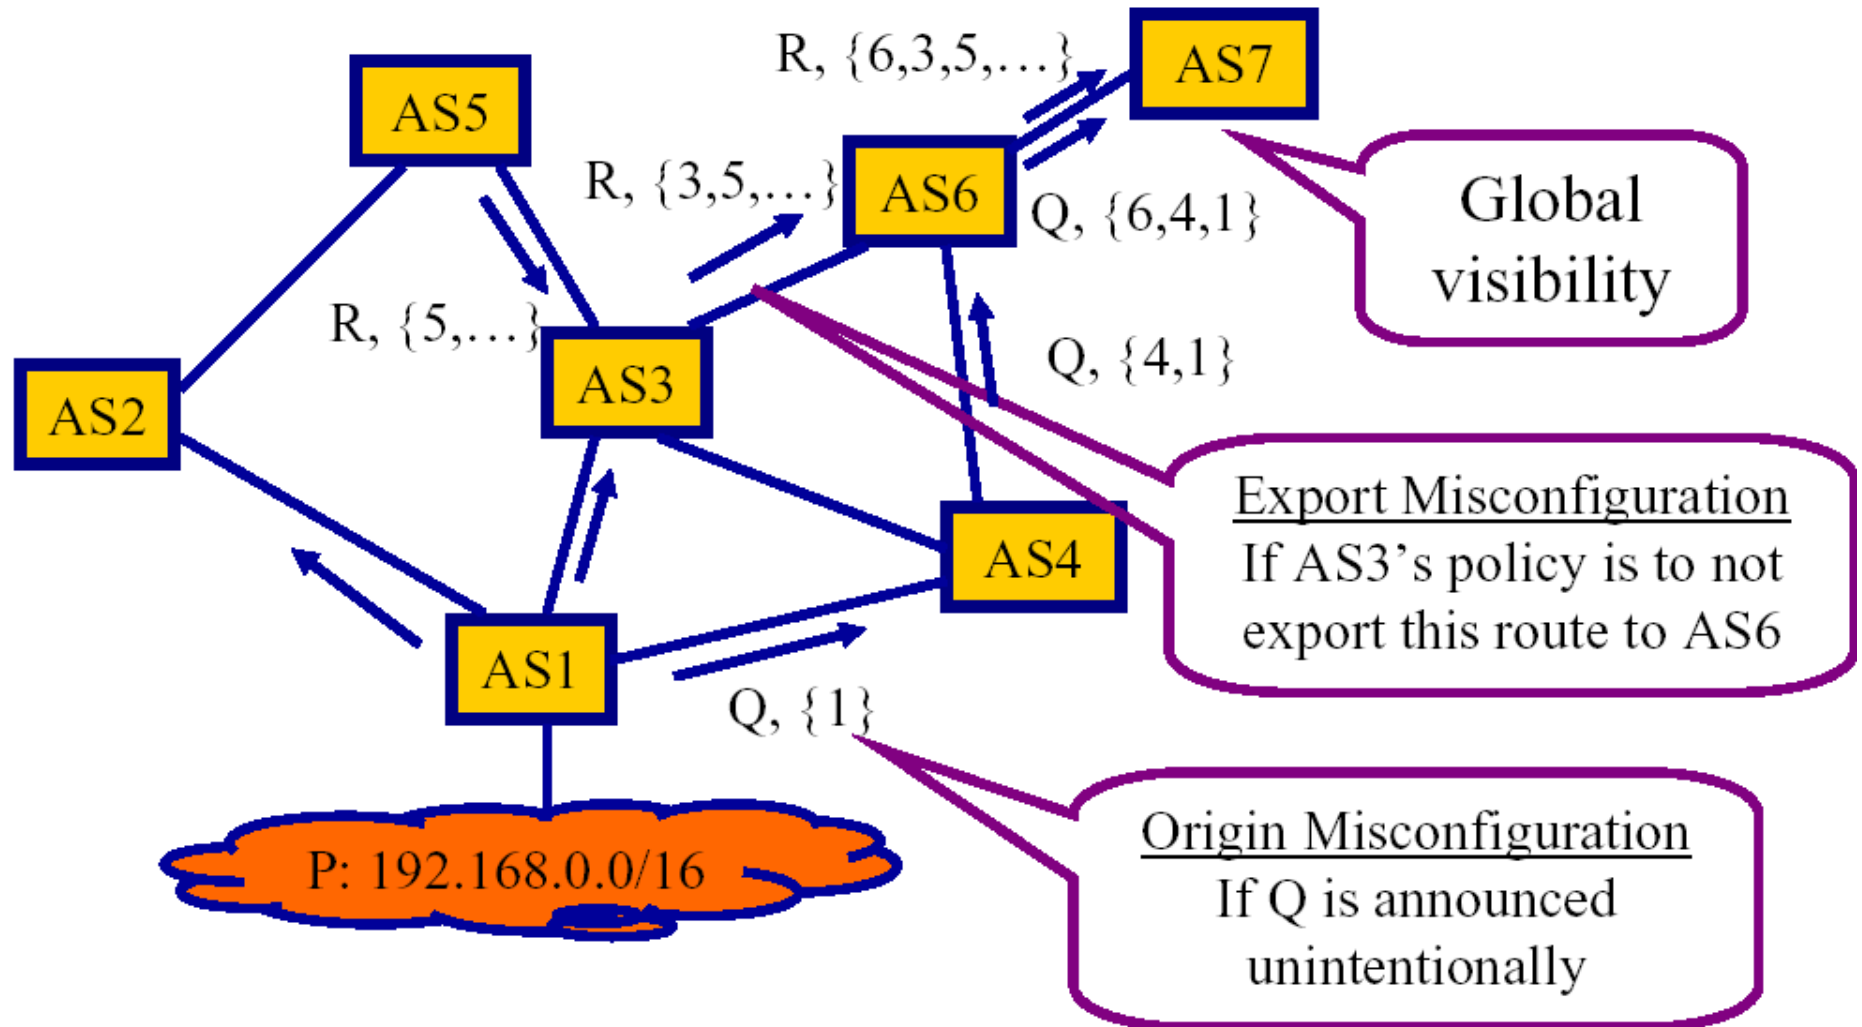 R, {6,3,5,…}
AS7
AS5
R, {3,5,…}
AS6
Q, {6,4,1}
Global
visibility
R, {5,…}
AS3
Q, {4,1}
AS2
Export Misconfiguration
If AS3’s policy is to not
export this route to AS6
AS4
AS1
Q, {1}
P: 192.168.0.0/16
Origin Misconfiguration
If Q is announced
unintentionally